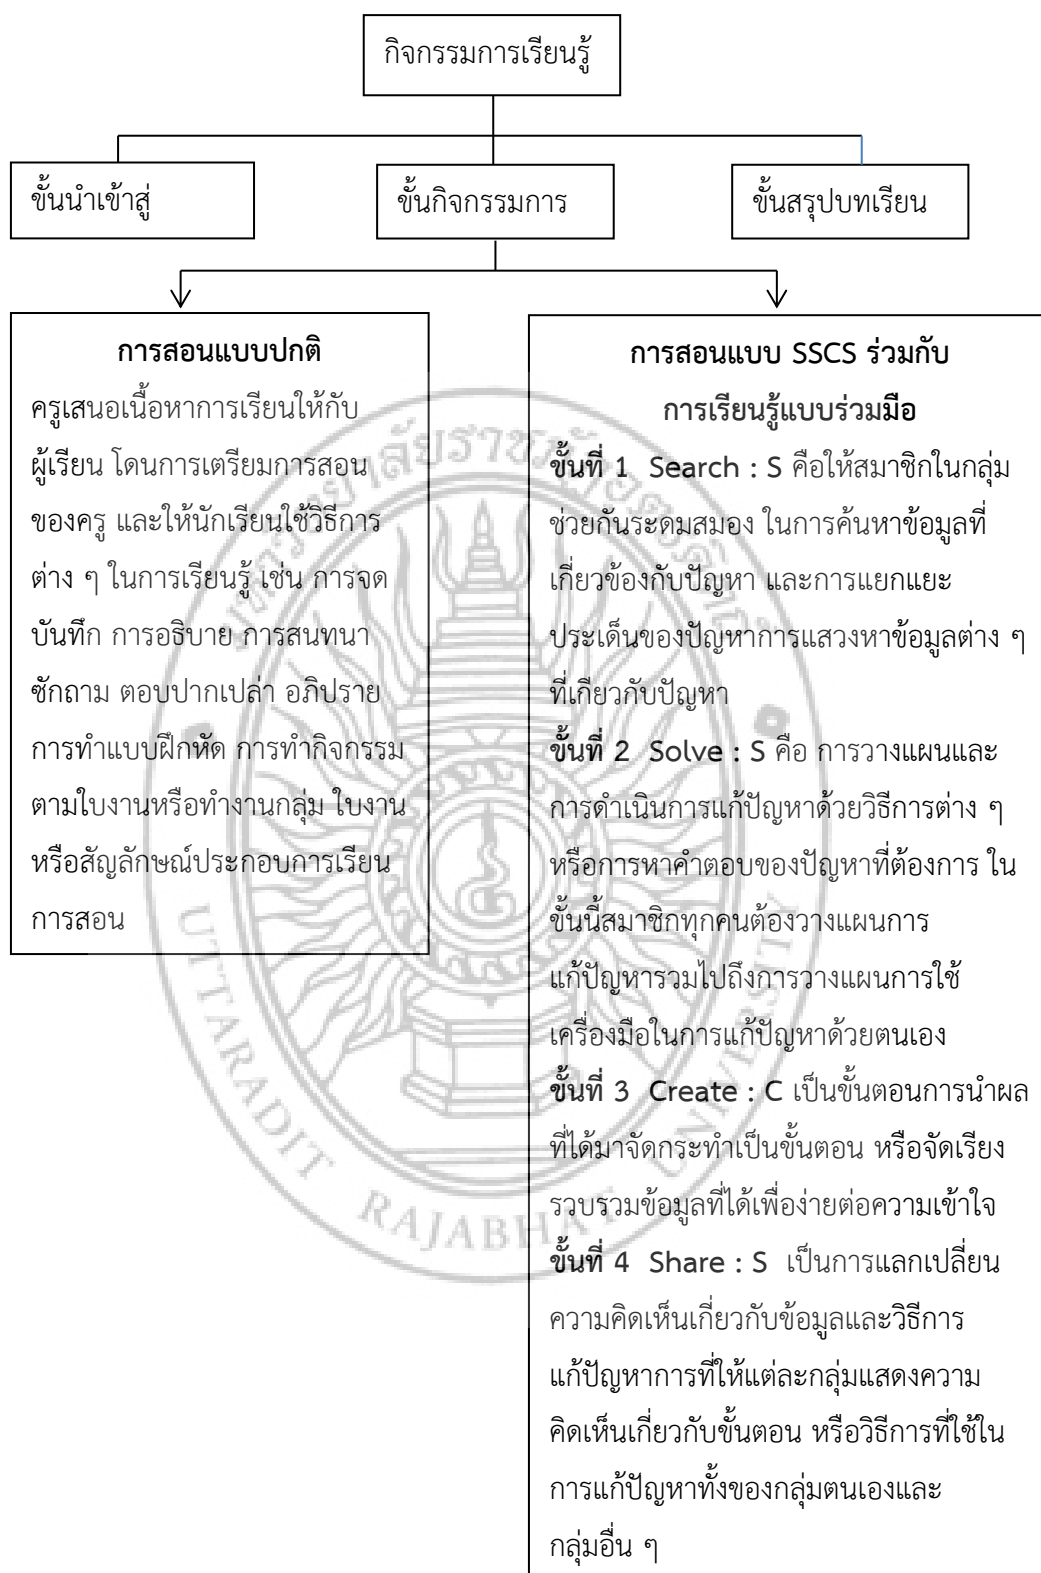 กิจกรรมการเรียนรู้
ขั้นนำเข้าสู่
ขั้นกิจกรรมการ
ขั้นสรุปบทเรียน
การสอนแบบปกติ
ครูเสนอเนื้อหาการเรียนให้กับ
ผู้เรียน โดนการเตรียมการสอน
ของครู และให้นักเรียนใช้วิธีการ
ต่าง ๆ ในการเรียนรู้ เช่น การจด
บันทึก การอธิบาย การสนทนา
ซักถาม ตอบปากเปล่า อภิปราย
การทำแบบฝึกหัด การทำกิจกรรม
ตามใบงานหรือทำงานกลุ่ม ใบงาน
หรือสัญลักษณ์ประกอบการเรียน
การสอน
การสอนแบบ SSCS ร่วมกับ
การเรียนรู้แบบร่วมมือ
ขั้นที่ 1 Search : S คือให้สมาชิกในกลุ่ม
ช่วยกันระดมสมอง ในการค้นหาข้อมูลที่
เกี่ยวข้องกับปัญหา และการแยกแยะ
ประเด็นของปัญหาการแสวงหาข้อมูลต่าง ๆ
ที่เกียวกับปัญหา
ขั้นที่ 2 Solve : S คือ การวางแผนและ
การดำเนินการแก้ปัญหาด้วยวิธีการต่าง ๆ
หรือการหาคำตอบของปัญหาที่ต้องการ ใน
ขั้นนี้สมาชิกทุกคนต้องวางแผนการ
แก้ปัญหารวมไปถึงการวางแผนการใช้
เครื่องมือในการแก้ปัญหาด้วยตนเอง
ขั้นที่ 3 Create : C เป็นขั้นตอนการนำผล
ที่ได้มาจัดกระทำเป็นขั้นตอน หรือจัดเรียง
รวบรวมข้อมูลที่ได้เพื่อง่ายต่อความเข้าใจ
ขั้นที่ 4 Share : S เป็นการแลกเปลี่ยน
ความคิดเห็นเกี่ยวกับข้อมูลและวิธีการ
แก้ปัญหาการที่ให้แต่ละกลุ่มแสดงความ
คิดเห็นเกี่ยวกับขั้นตอน หรือวิธีการที่ใช้ใน
การแก้ปัญหาทั้งของกลุ่มตนเองและ
กลุ่มอื่น ๆ
มหาวิทยาลัยราชภัฏอุตรดิตถ์
UTTARADIT RAJABHAT UNIVERSITY